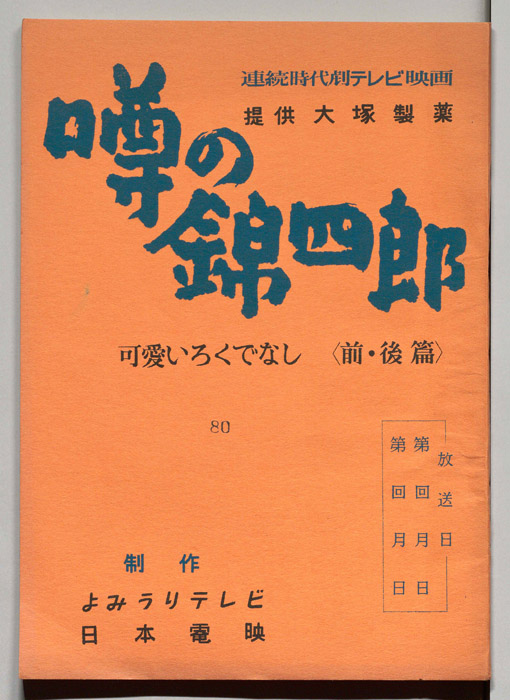 連続時代劇テレビ映画
提供大塚製薬
噂の
錦四郎
可愛いろくでなし 〈前・後篇〉
80
放送日
第回月日
第回月日
制作
よみうりテレビ
日本電映